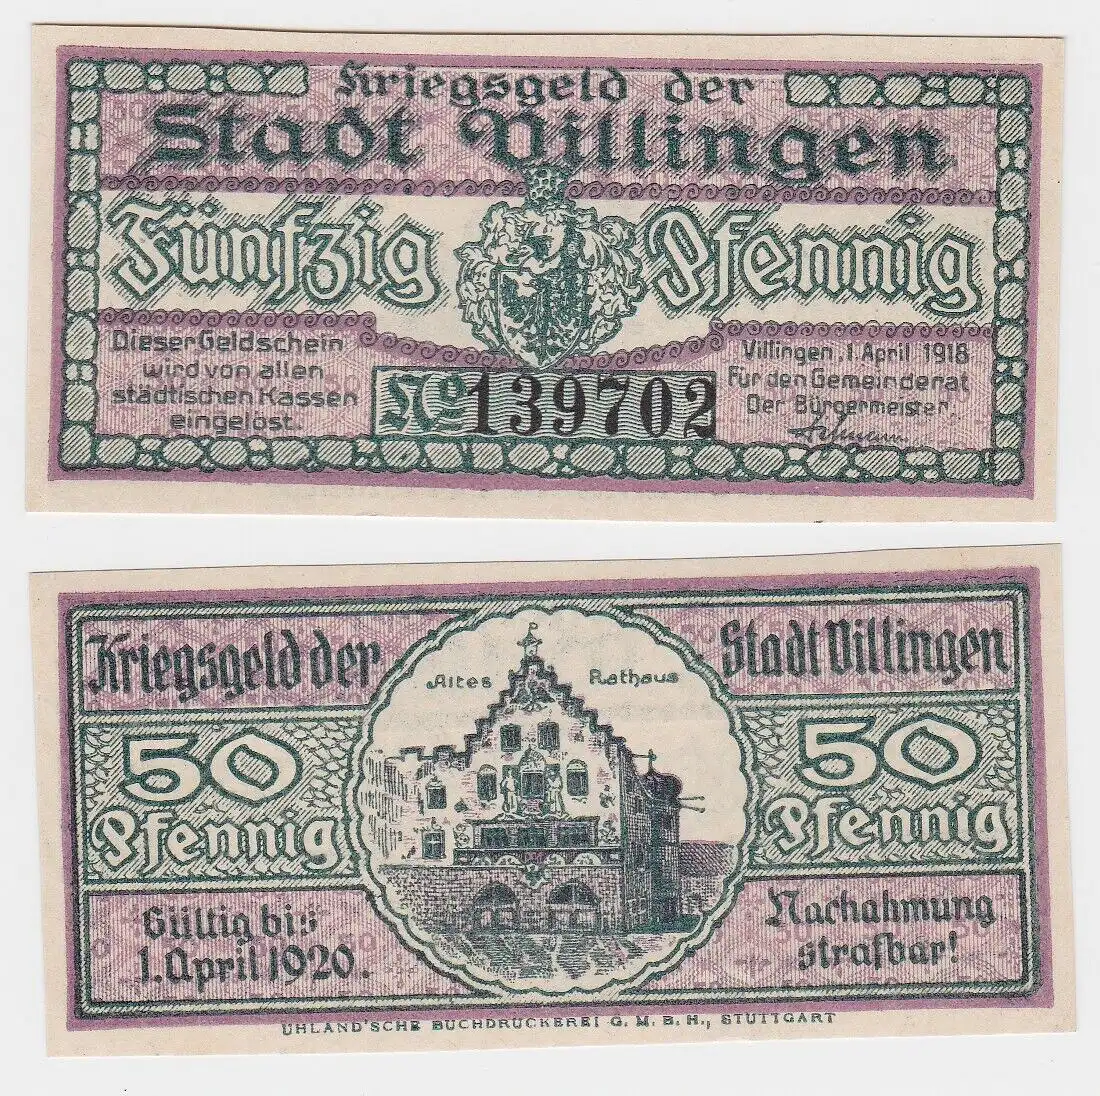 Kriegsgeld der
Stadt Villingen
Fünfzig Pfennig
Dieser Geldschein
wird von allen
städtischen Kassen
eingelöst.
No 139702
Villingen, 1. April 1918
Für den Gemeinderat
Der Bürgermeister.
Kriegsgeld der
Stadt Villingen
Altes Rathaus
50
Pfennig
50
Pfennig
Gültig bis
1. April 1920.
Nachahmung
strafbar!
UHLAND'SCHE BUCHDRUCKEREI G. M. B. H., STUTTGART